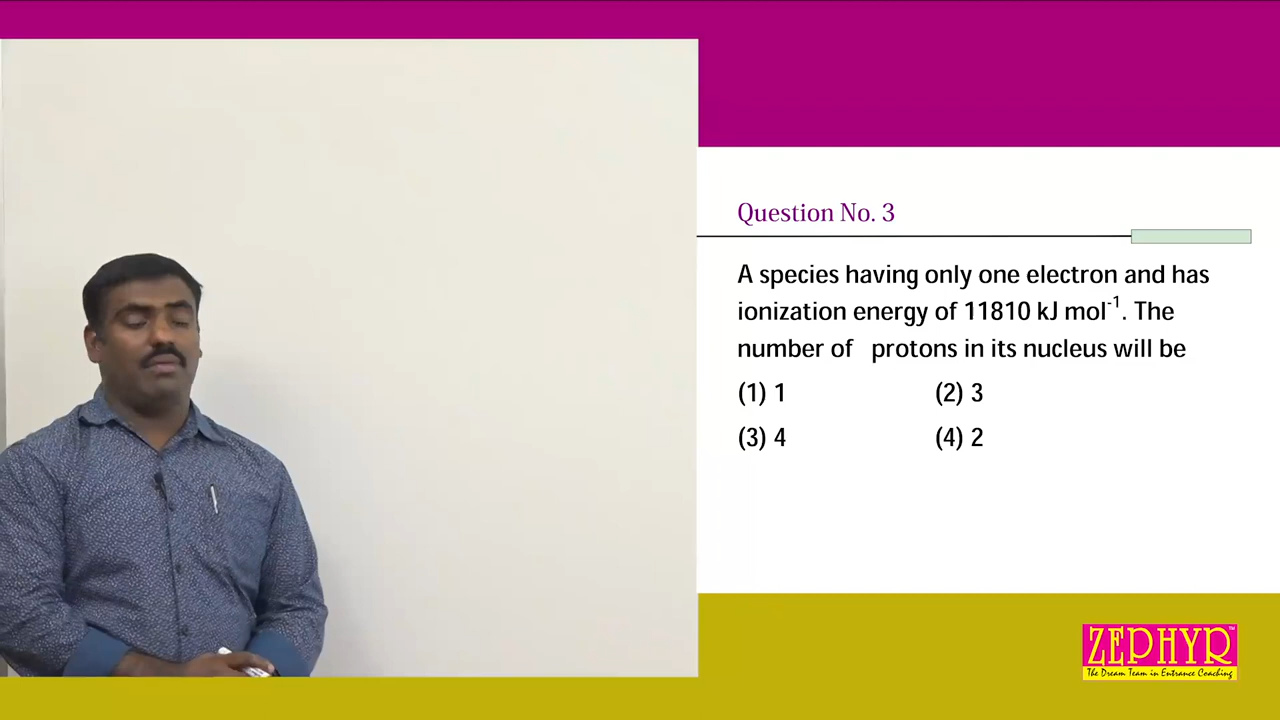 Question No. 3
A species having only one electron and has
ionization energy of 11810 kJ mol⁻¹. The
number of protons in its nucleus will be
(1) 1 (2) 3
(3) 4 (4) 2
ZEPHYR™
The Dream Team in Entrance Coaching